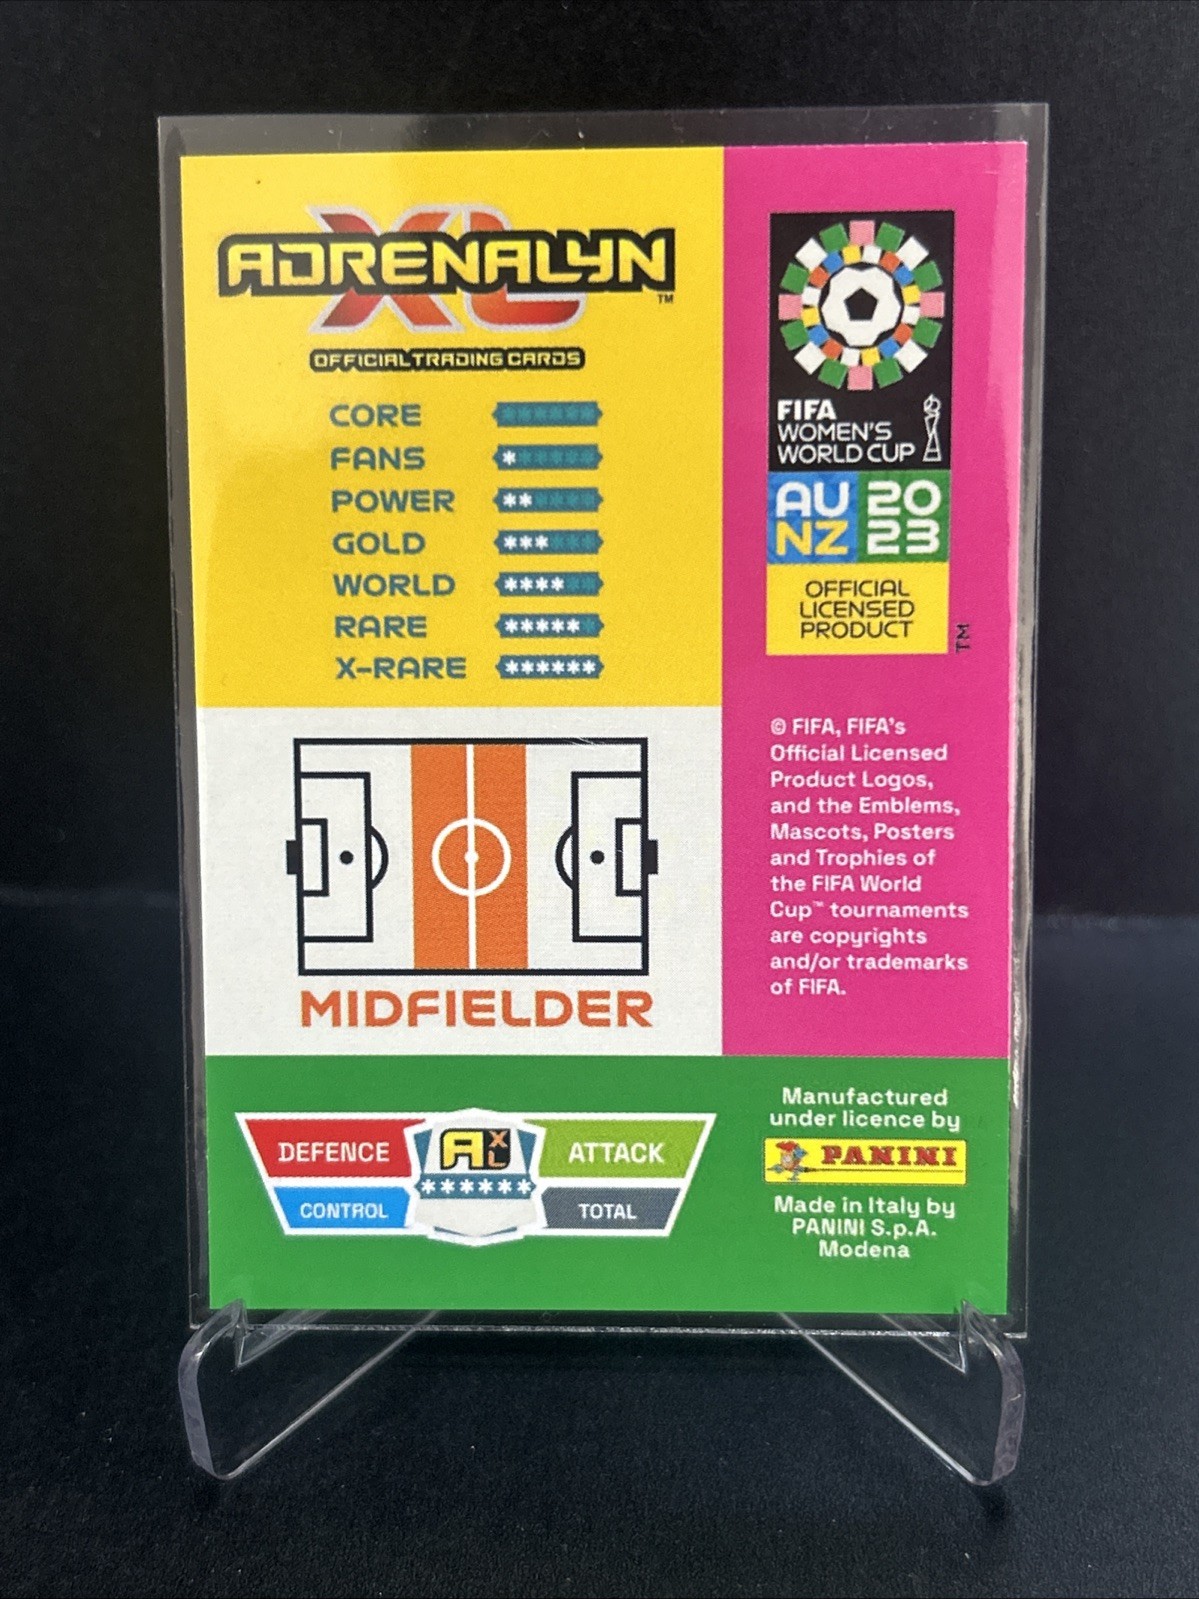 ADRENALYN
XL
TM
OFFICIAL TRADING CARDS
CORE
FANS *
POWER **
GOLD ***
WORLD ****
RARE *****
X-RARE ******
MIDFIELDER
DEFENCE
ATTACK
CONTROL
TOTAL
AXL
******
FIFA
WOMEN'S
WORLD CUP
AU 20
NZ 23
OFFICIAL
LICENSED
PRODUCT
TM
© FIFA, FIFA's
Official Licensed
Product Logos,
and the Emblems,
Mascots, Posters
and Trophies of
the FIFA World
Cup™ tournaments
are copyrights
and/or trademarks
of FIFA.
Manufactured
under licence by
PANINI
Made in Italy by
PANINI S.p.A.
Modena